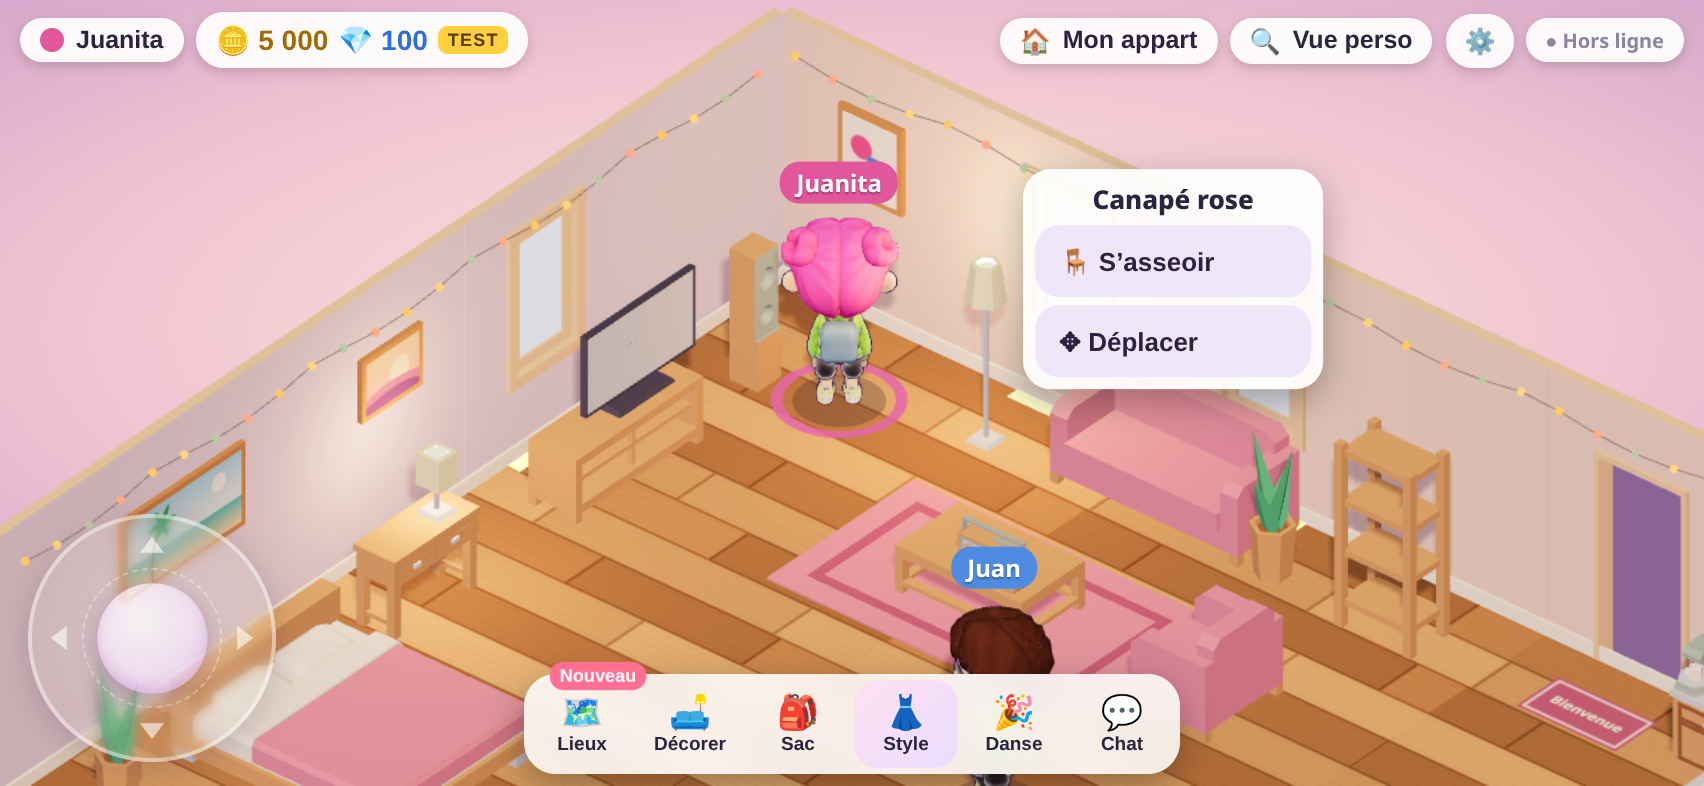 Juanita
5 000 100 TEST
Mon appart
Vue perso
Hors ligne
Juanita
Canapé rose
S’asseoir
Déplacer
Juan
Nouveau
Lieux
Décorer
Sac
Style
Danse
Chat
Bienvenue